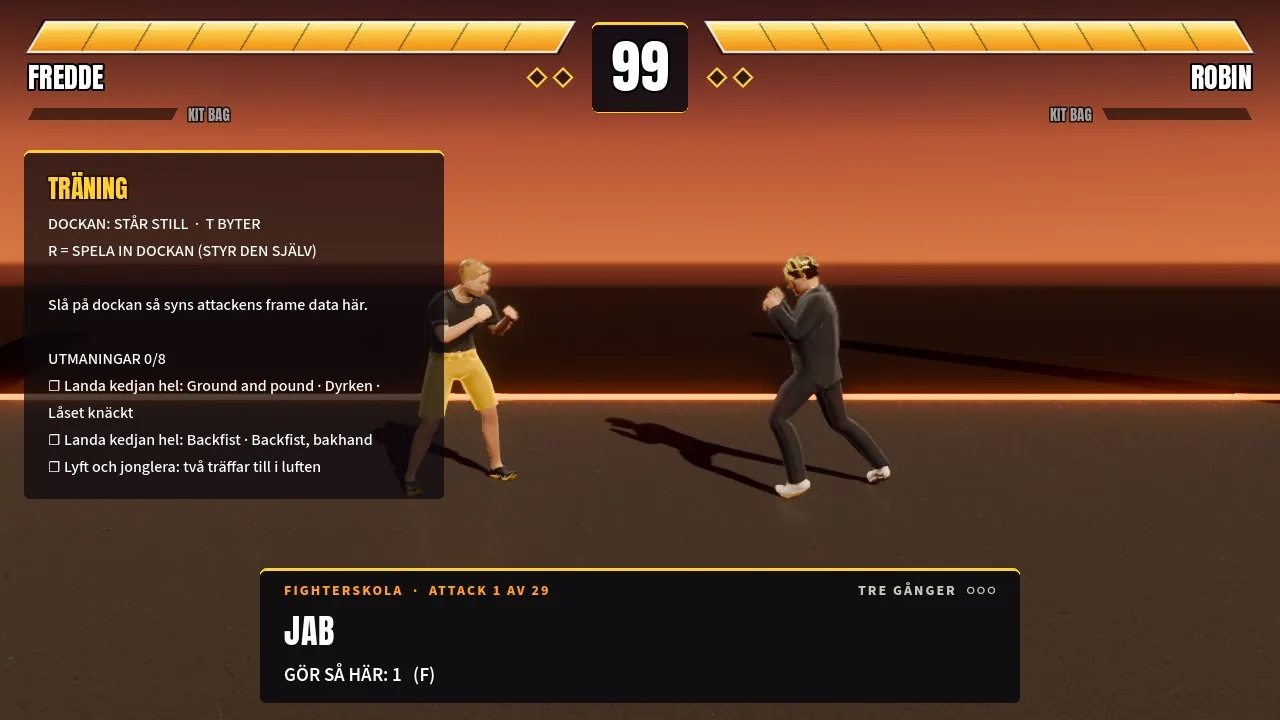 FREDDE
99
ROBIN
KIT BAG
KIT BAG
TRÄNING
DOCKAN: STÅR STILL · T BYTER
R = SPELA IN DOCKAN (STYR DEN SJÄLV)
Slå på dockan så syns attackens frame data här.
UTMANINGAR 0/8
☐ Landa kedjan hel: Ground and pound · Dyrken ·
Låset knäckt
☐ Landa kedjan hel: Backfist · Backfist, bakhand
☐ Lyft och jonglera: två träffar till i luften
FIGHTERSKOLA · ATTACK 1 AV 29
TRE GÅNGER ○○○
JAB
GÖR SÅ HÄR: 1 (F)